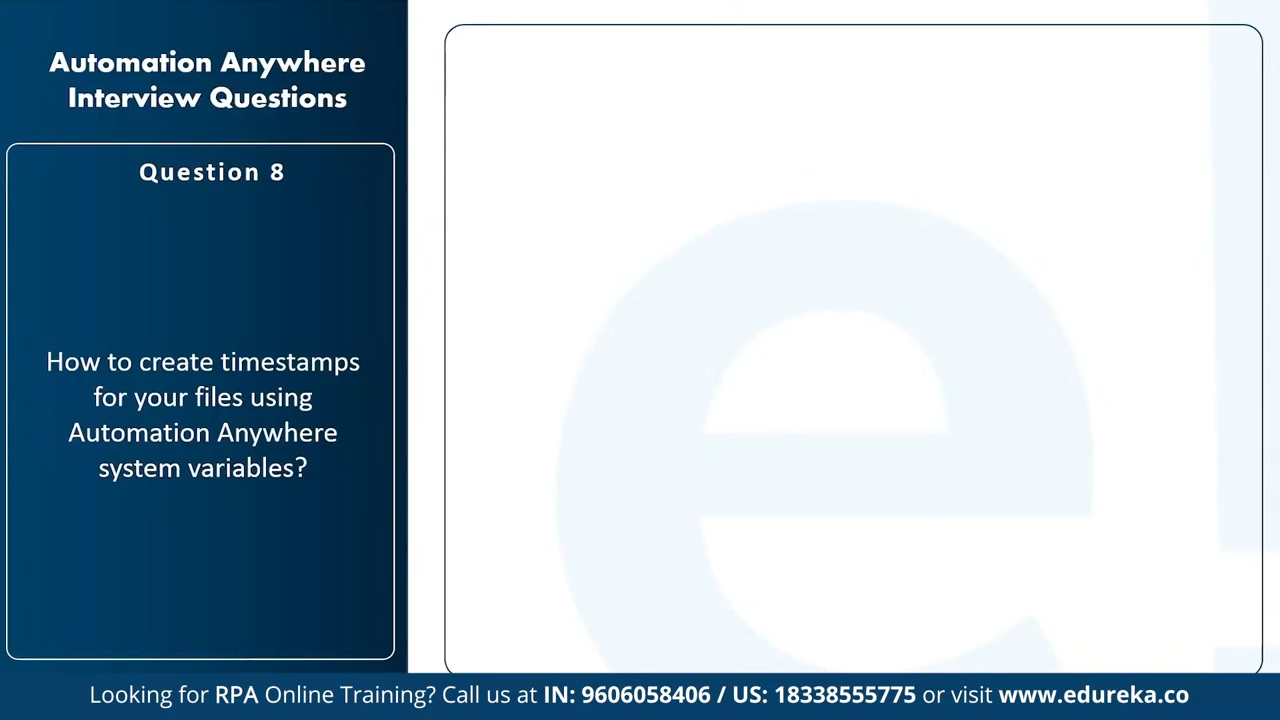 Automation Anywhere
Interview Questions
Question 8
How to create timestamps
for your files using
Automation Anywhere
system variables?
Looking for RPA Online Training? Call us at IN: 9606058406 / US: 18338555775 or visit www.edureka.co